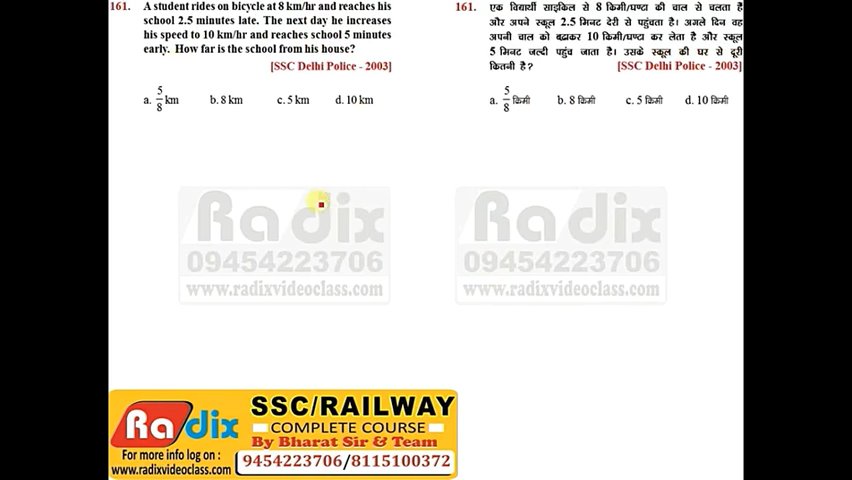 161. A student rides on bicycle at 8 km/hr and reaches his
school 2.5 minutes late. The next day he increases
his speed to 10 km/hr and reaches school 5 minutes
early. How far is the school from his house?
[SSC Delhi Police - 2003]
a. 5/8 km b. 8 km c. 5 km d. 10 km
161. एक विद्यार्थी साइकिल से 8 किमी/घण्टा की चाल से चलता है
और अपने स्कूल 2.5 मिनट देरी से पहुंचता है। अगले दिन वह
अपनी चाल को बढ़ाकर 10 किमी/घण्टा कर लेता है और स्कूल
5 मिनट जल्दी पहुंच जाता है। उसके स्कूल की घर से दूरी
कितनी है? [SSC Delhi Police - 2003]
a. 5/8 किमी b. 8 किमी c. 5 किमी d. 10 किमी
Radix
09454223706
www.radixvideoclass.com
Radix
09454223706
www.radixvideoclass.com
Radix
For more info log on :
www.radixvideoclass.com
SSC/RAILWAY
COMPLETE COURSE
By Bharat Sir & Team
9454223706/8115100372